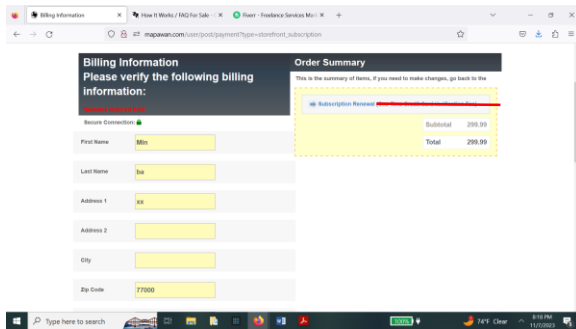 Billing Information
How It Works / FAQ For Sale - C
Fiverr - Freelance Services Mark
mapawan.com/user/post/payment?type=storefront_subscription
Billing Information
Please verify the following billing information:
Secure Connection:
First Name
Min
Last Name
be
Address 1
xx
Address 2
City
Zip Code
77000
Order Summary
This is the summary of items, if you need to make changes, go back to the
Subscription Renewal
Subtotal 299.99
Total 299.99
Type here to search
100%
74°F Clear
8:18 PM
11/7/2023